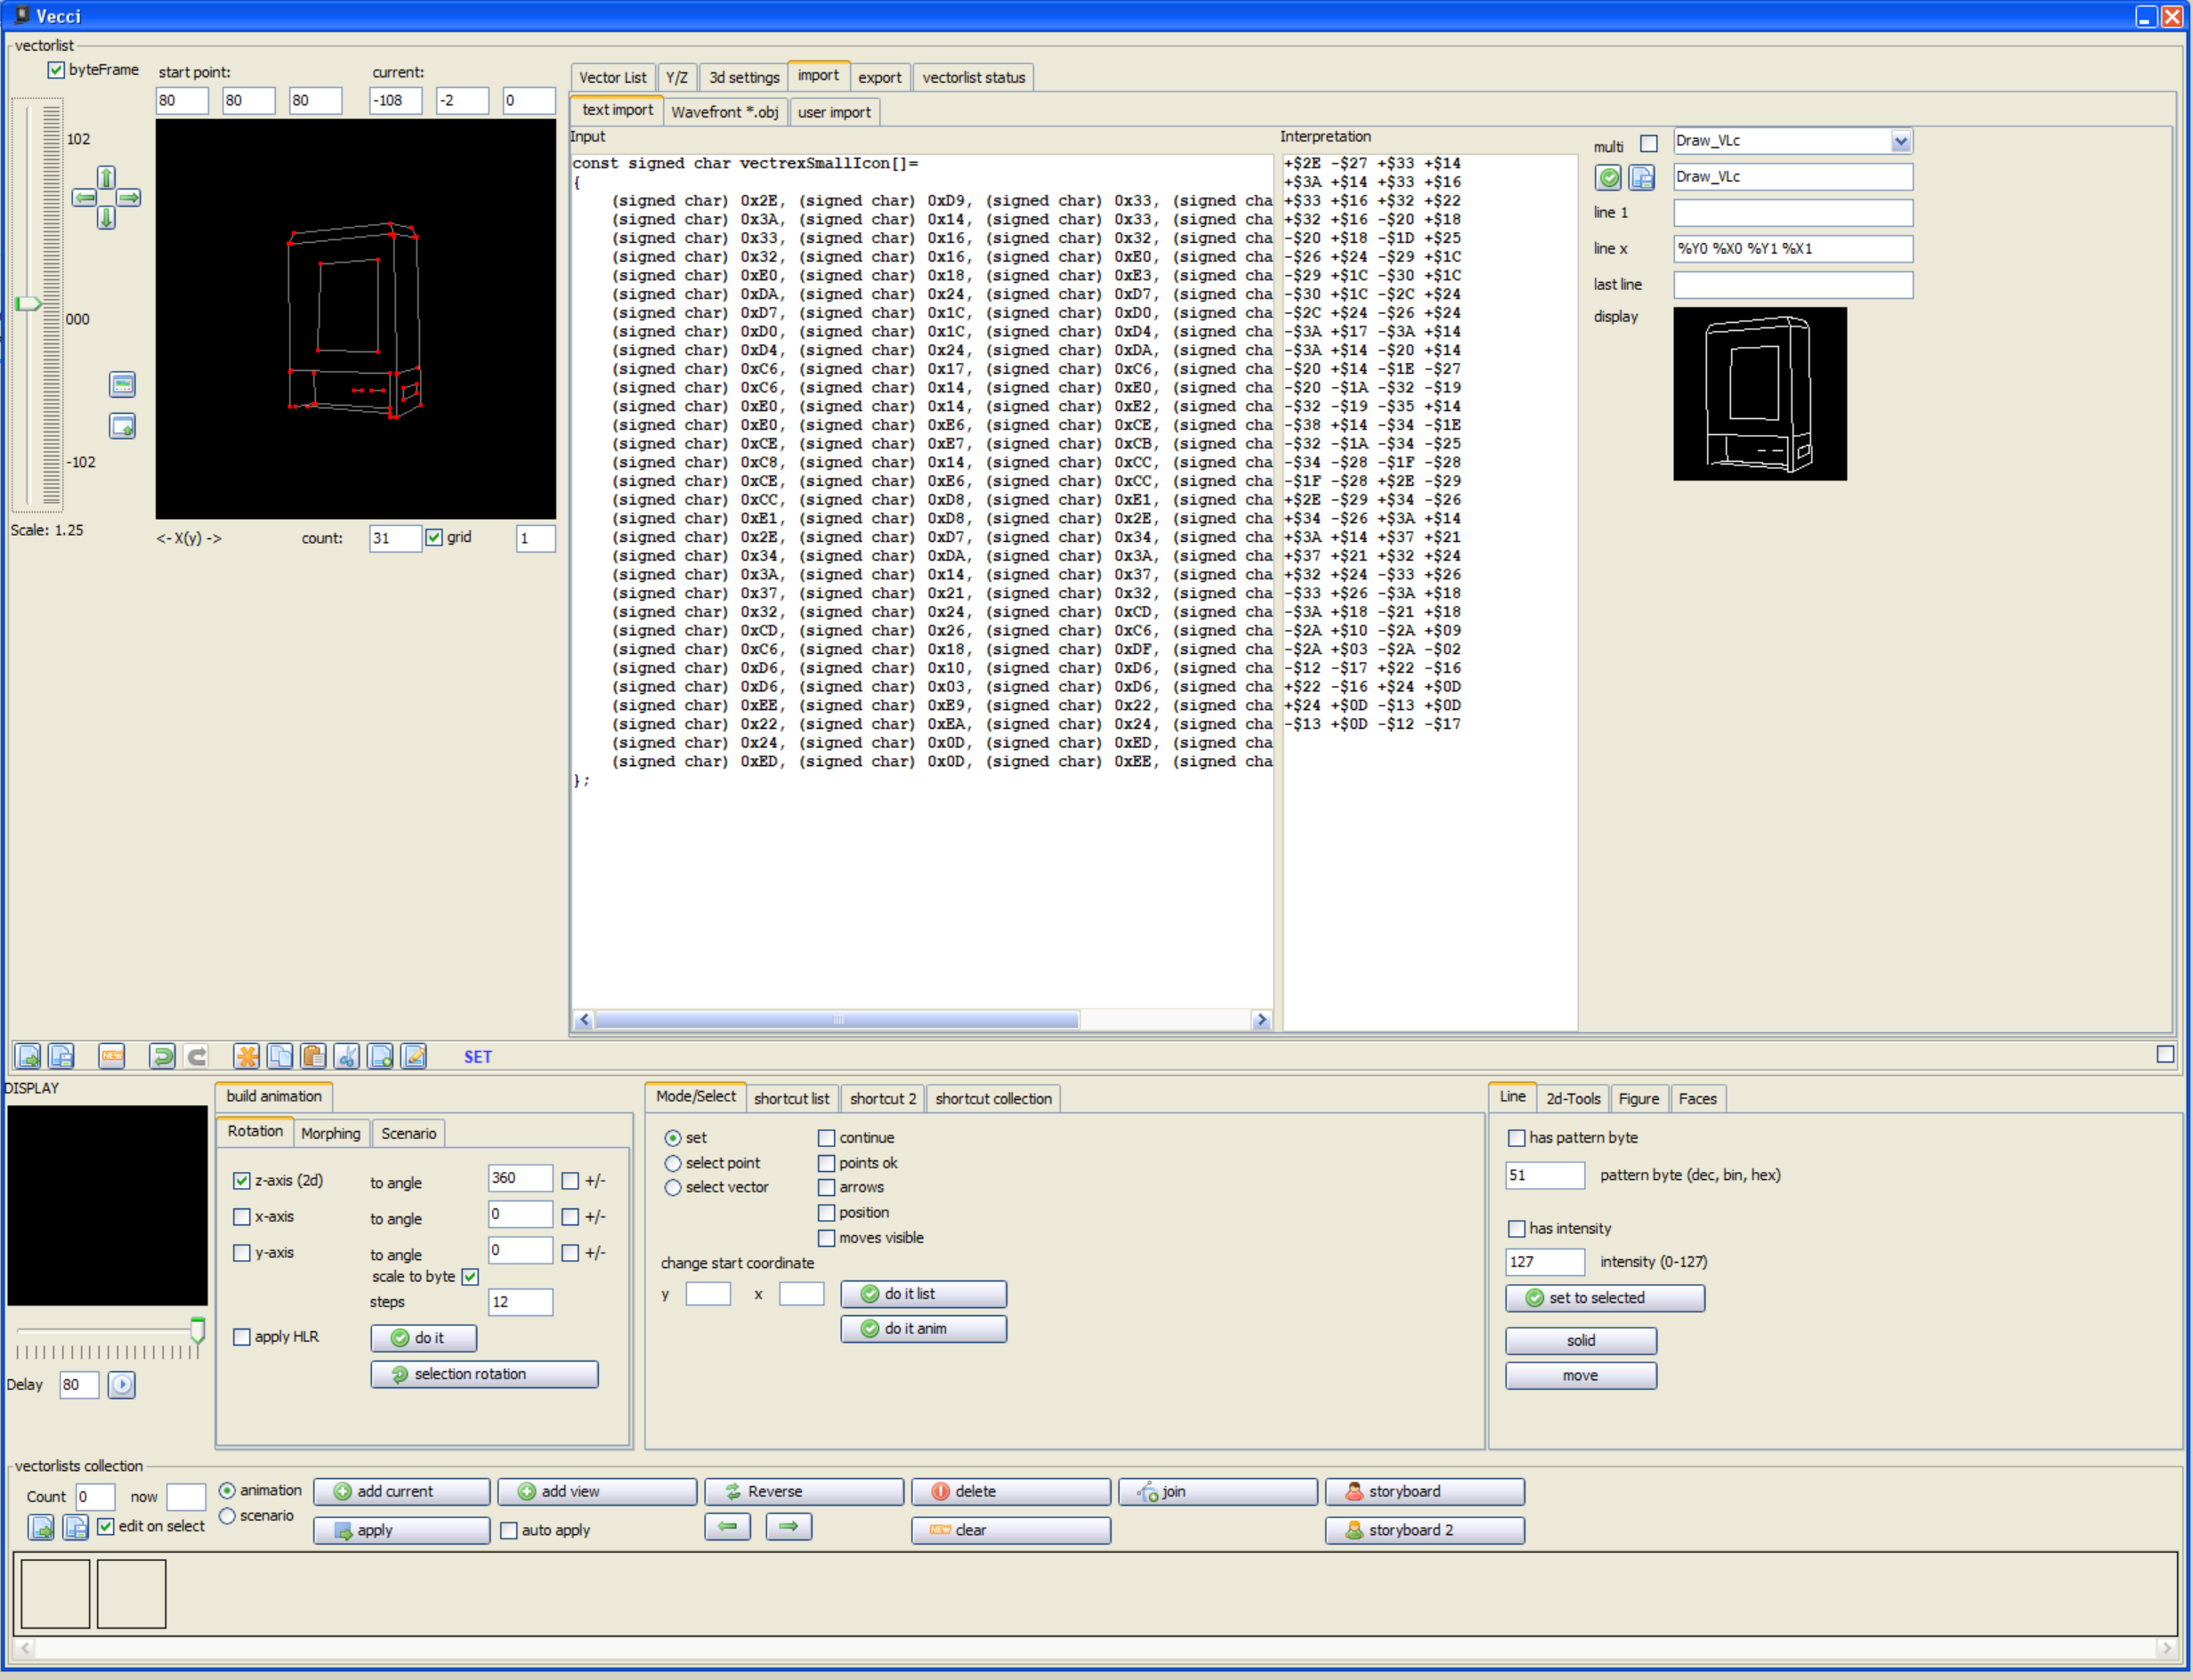 Vecci
vectorlist
byteFrame
start point:
current:
80 80 80 -108 -2 0
102
000
-102
Scale: 1.25
<- X(y) ->
count: 31 grid 1
Vector List Y/Z 3d settings import export vectorlist status
text import Wavefront *.obj user import
Input
const signed char vectrexSmallIcon[]=
{
(signed char) 0x2E, (signed char) 0xD9, (signed char) 0x33, (signed cha
(signed char) 0x3A, (signed char) 0x14, (signed char) 0x33, (signed cha
(signed char) 0x33, (signed char) 0x16, (signed char) 0x32, (signed cha
(signed char) 0x32, (signed char) 0x16, (signed char) 0xE0, (signed cha
(signed char) 0xE0, (signed char) 0x18, (signed char) 0xE3, (signed cha
(signed char) 0xDA, (signed char) 0x24, (signed char) 0xD7, (signed cha
(signed char) 0xD7, (signed char) 0x1C, (signed char) 0xD0, (signed cha
(signed char) 0xD0, (signed char) 0x1C, (signed char) 0xD4, (signed cha
(signed char) 0xD4, (signed char) 0x24, (signed char) 0xDA, (signed cha
(signed char) 0xC6, (signed char) 0x17, (signed char) 0xC6, (signed cha
(signed char) 0xC6, (signed char) 0x14, (signed char) 0xE0, (signed cha
(signed char) 0xE0, (signed char) 0x14, (signed char) 0xE2, (signed cha
(signed char) 0xE0, (signed char) 0xE6, (signed char) 0xCE, (signed cha
(signed char) 0xCE, (signed char) 0xE7, (signed char) 0xCB, (signed cha
(signed char) 0xC8, (signed char) 0x14, (signed char) 0xCC, (signed cha
(signed char) 0xCE, (signed char) 0xE6, (signed char) 0xCC, (signed cha
(signed char) 0xCC, (signed char) 0xD8, (signed char) 0xE1, (signed cha
(signed char) 0xE1, (signed char) 0xD8, (signed char) 0x2E, (signed cha
(signed char) 0x2E, (signed char) 0xD7, (signed char) 0x34, (signed cha
(signed char) 0x34, (signed char) 0xDA, (signed char) 0x3A, (signed cha
(signed char) 0x3A, (signed char) 0x14, (signed char) 0x37, (signed cha
(signed char) 0x37, (signed char) 0x21, (signed char) 0x32, (signed cha
(signed char) 0x32, (signed char) 0x24, (signed char) 0xCD, (signed cha
(signed char) 0xCD, (signed char) 0x26, (signed char) 0xC6, (signed cha
(signed char) 0xC6, (signed char) 0x18, (signed char) 0xDF, (signed cha
(signed char) 0xD6, (signed char) 0x10, (signed char) 0xD6, (signed cha
(signed char) 0xD6, (signed char) 0x03, (signed char) 0xD6, (signed cha
(signed char) 0xEE, (signed char) 0xE9, (signed char) 0x22, (signed cha
(signed char) 0x22, (signed char) 0xEA, (signed char) 0x24, (signed cha
(signed char) 0x24, (signed char) 0x0D, (signed char) 0xED, (signed cha
(signed char) 0xED, (signed char) 0x0D, (signed char) 0xEE, (signed cha
};
Interpretation
+$2E -$27 +$33 +$14
+$3A +$14 +$33 +$16
+$33 +$16 +$32 +$22
+$32 +$16 -$20 +$18
-$20 +$18 -$1D +$25
-$26 +$24 -$29 +$1C
-$29 +$1C -$30 +$1C
-$30 +$1C -$2C +$24
-$2C +$24 -$26 +$24
-$3A +$17 -$3A +$14
-$3A +$14 -$20 +$14
-$20 +$14 -$1E -$27
-$20 -$1A -$32 -$19
-$32 -$19 -$35 +$14
-$38 +$14 -$34 -$1E
-$32 -$1A -$34 -$25
-$34 -$28 -$1F -$28
-$1F -$28 +$2E -$29
+$2E -$29 +$34 -$26
+$34 -$26 +$3A +$14
+$3A +$14 +$37 +$21
+$37 +$21 +$32 +$24
+$32 +$24 -$33 +$26
-$33 +$26 -$3A +$18
-$3A +$18 -$21 +$18
-$2A +$10 -$2A +$09
-$2A +$03 -$2A -$02
-$12 -$17 +$22 -$16
+$22 -$16 +$24 +$0D
+$24 +$0D -$13 +$0D
-$13 +$0D -$12 -$17
multi Draw_VLc
Draw_VLc
line 1
line x %Y0 %X0 %Y1 %X1
last line
display
NEW SET
DISPLAY
Delay 80
build animation
Rotation Morphing Scenario
z-axis (2d) to angle 360 +/-
x-axis to angle 0 +/-
y-axis to angle 0 +/-
scale to byte
steps 12
apply HLR do it
selection rotation
Mode/Select shortcut list shortcut 2 shortcut collection
set continue
select point points ok
select vector arrows
position
moves visible
change start coordinate
y x do it list
do it anim
Line 2d-Tools Figure Faces
has pattern byte
51 pattern byte (dec, bin, hex)
has intensity
127 intensity (0-127)
set to selected
solid
move
vectorlists collection
Count 0 now animation add current add view Reverse delete join storyboard
edit on select scenario apply auto apply NEW clear storyboard 2